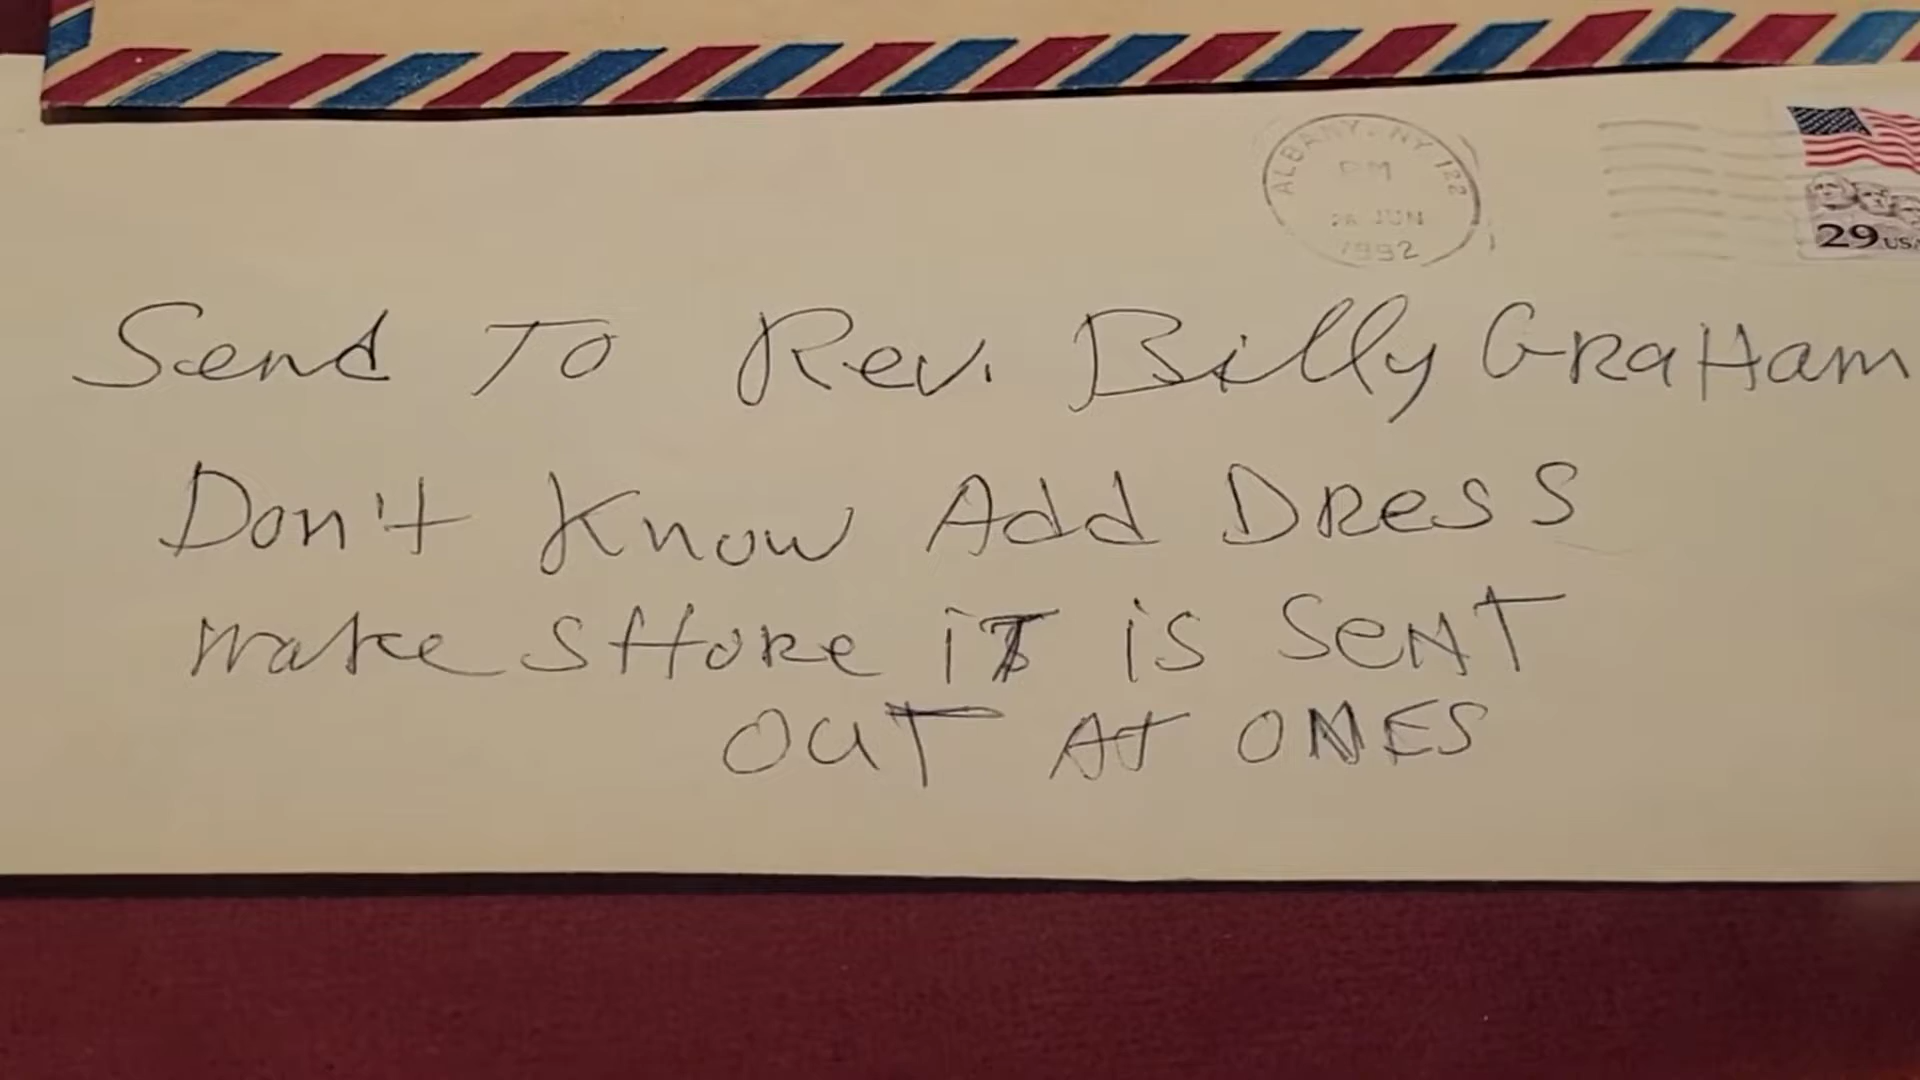 ALBANY, NY 122
PM
26 JUN
1992
29 USA
Send To Rev. Billy GRaHam
Don't Know Add DRess
make sHoRe iT is SeNT
OUT AT ONES